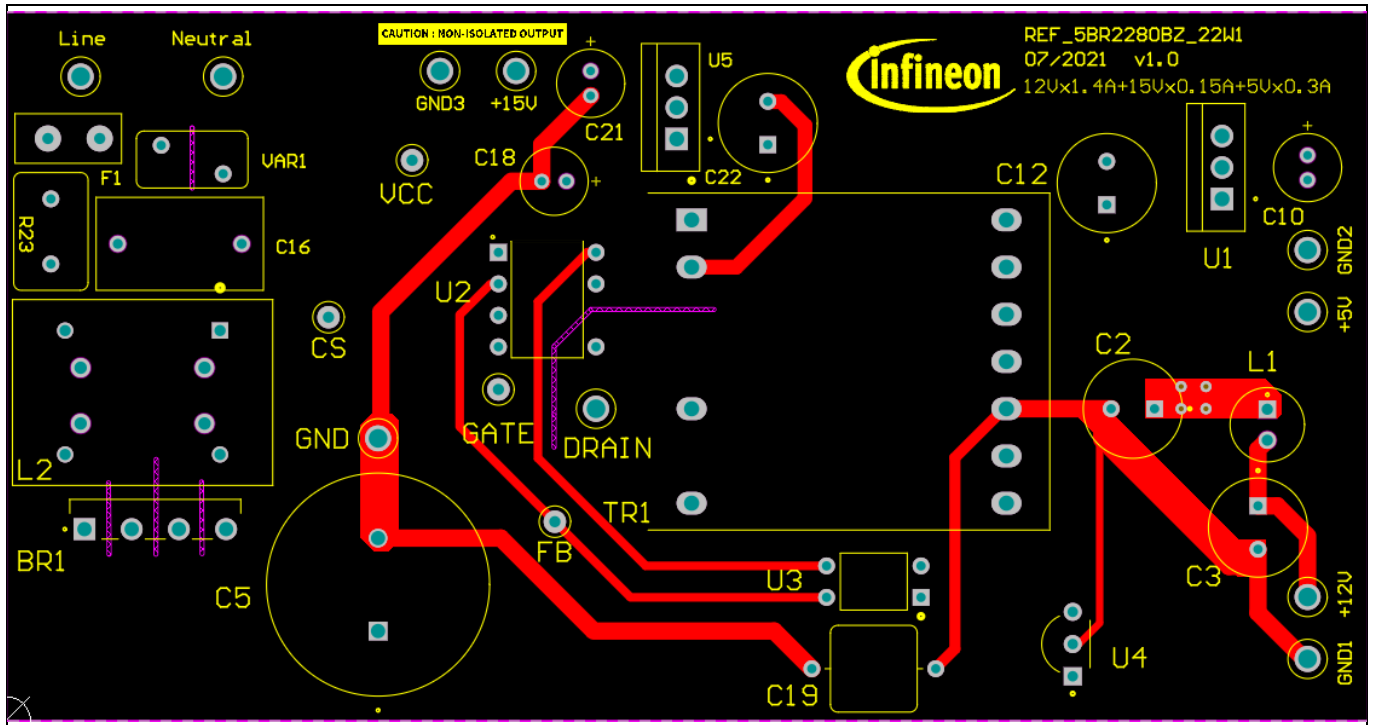 CAUTION : NON-ISOLATED OUTPUT
Line
Neutral
GND3
+15V
+
C21
U5
infineon
REF_5BR2280BZ_22W1
07/2021 v1.0
12Vx1.4A+15Vx0.15A+5Vx0.3A
F1
VAR1
VCC
C18
+
C22
C12
+
C10
U1
GND2
R23
C16
U2
CS
+5V
C2
L1
GATE
DRAIN
GND
L2
TR1
BR1
FB
C5
U3
C3
+12V
C19
U4
GND1